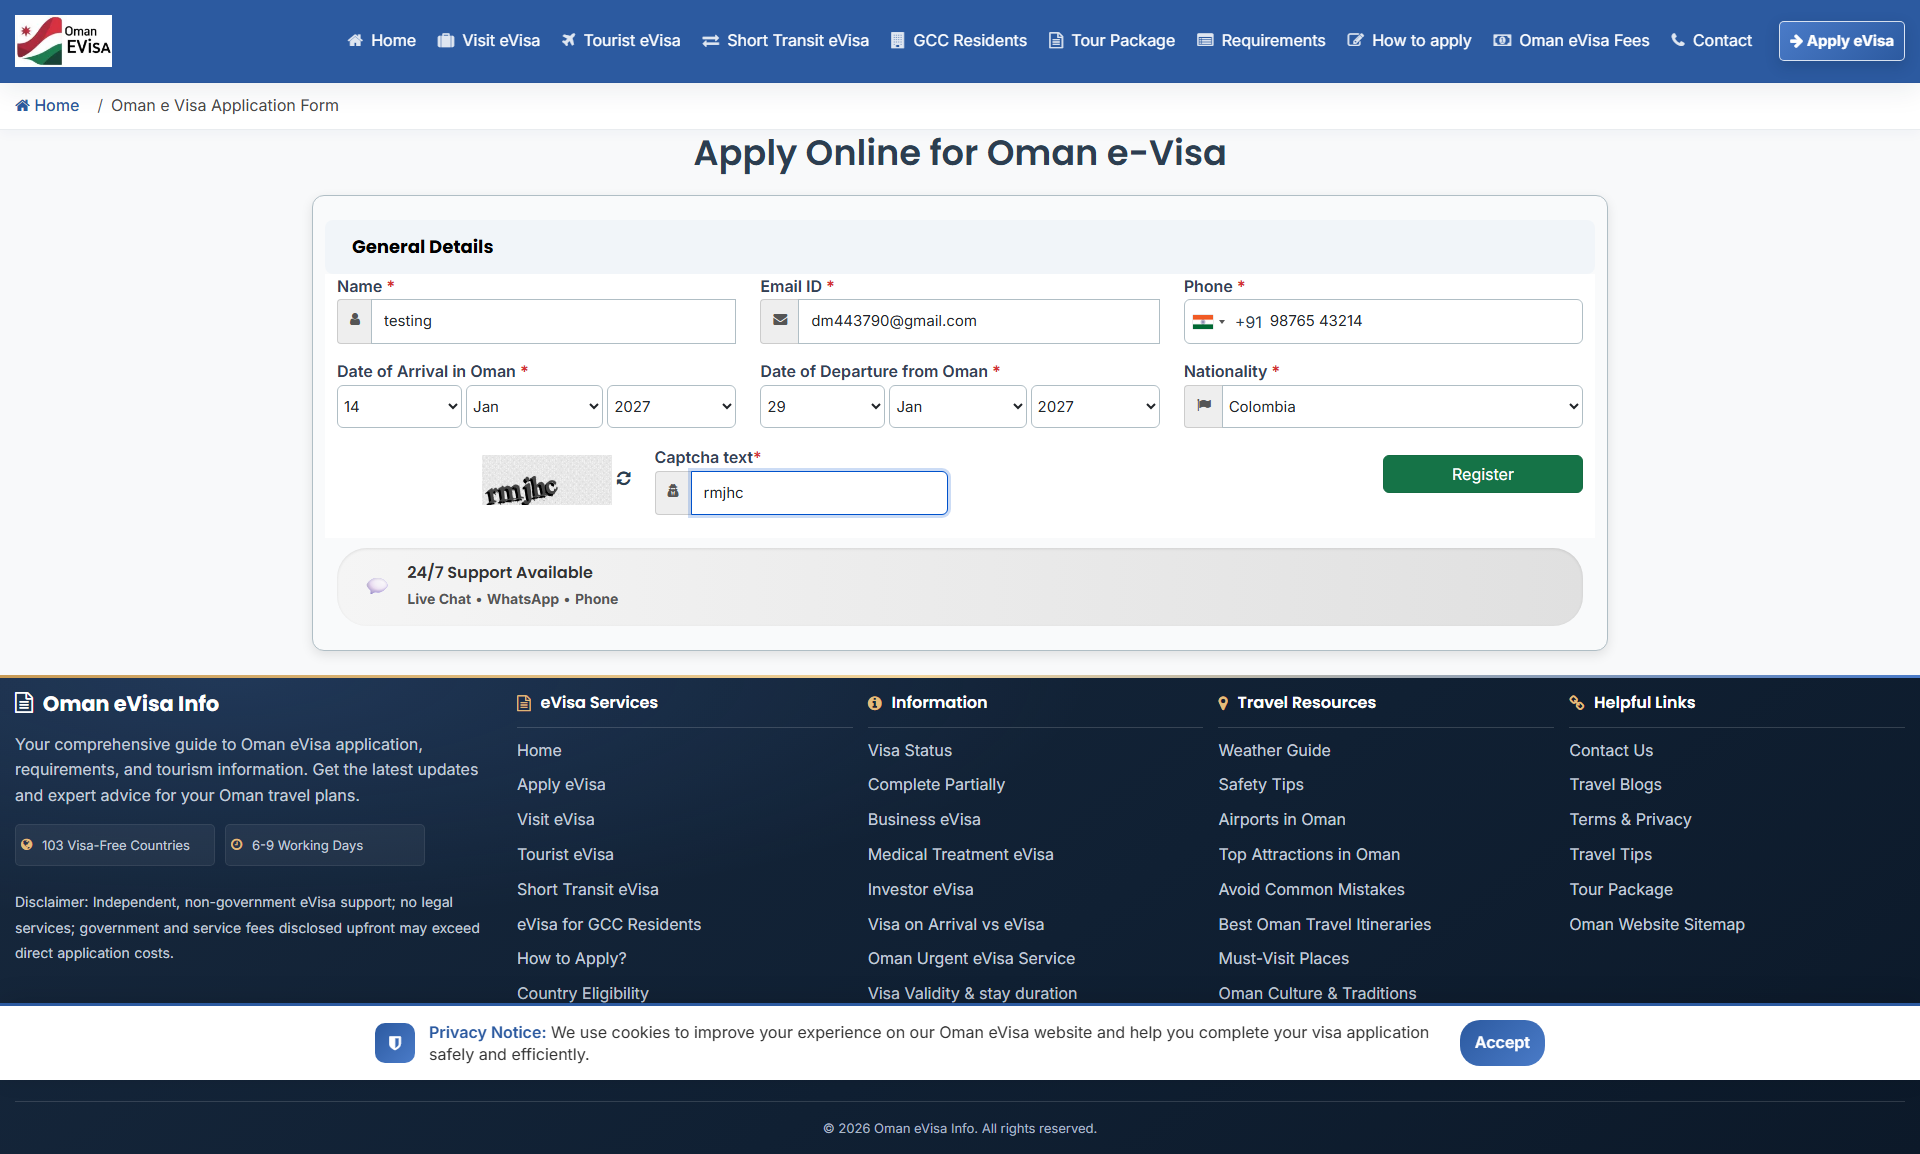 Oman
EVisa
Home
Visit eVisa
Tourist eVisa
Short Transit eVisa
GCC Residents
Tour Package
Requirements
How to apply
Oman eVisa Fees
Contact
Apply eVisa
Home / Oman e Visa Application Form
Apply Online for Oman e-Visa
General Details
Name *
testing
Email ID *
dm443790@gmail.com
Phone *
+91 98765 43214
Date of Arrival in Oman *
14 Jan 2027
Date of Departure from Oman *
29 Jan 2027
Nationality *
Colombia
rmjhc
Captcha text*
rmjhc
Register
24/7 Support Available
Live Chat • WhatsApp • Phone
Oman eVisa Info
Your comprehensive guide to Oman eVisa application,
requirements, and tourism information. Get the latest updates
and expert advice for your Oman travel plans.
103 Visa-Free Countries
6-9 Working Days
Disclaimer: Independent, non-government eVisa support; no legal
services; government and service fees disclosed upfront may exceed
direct application costs.
eVisa Services
Home
Apply eVisa
Visit eVisa
Tourist eVisa
Short Transit eVisa
eVisa for GCC Residents
How to Apply?
Country Eligibility
Information
Visa Status
Complete Partially
Business eVisa
Medical Treatment eVisa
Investor eVisa
Visa on Arrival vs eVisa
Oman Urgent eVisa Service
Visa Validity & stay duration
Travel Resources
Weather Guide
Safety Tips
Airports in Oman
Top Attractions in Oman
Avoid Common Mistakes
Best Oman Travel Itineraries
Must-Visit Places
Oman Culture & Traditions
Helpful Links
Contact Us
Travel Blogs
Terms & Privacy
Travel Tips
Tour Package
Oman Website Sitemap
Privacy Notice: We use cookies to improve your experience on our Oman eVisa website and help you complete your visa application
safely and efficiently.
Accept
© 2026 Oman eVisa Info. All rights reserved.